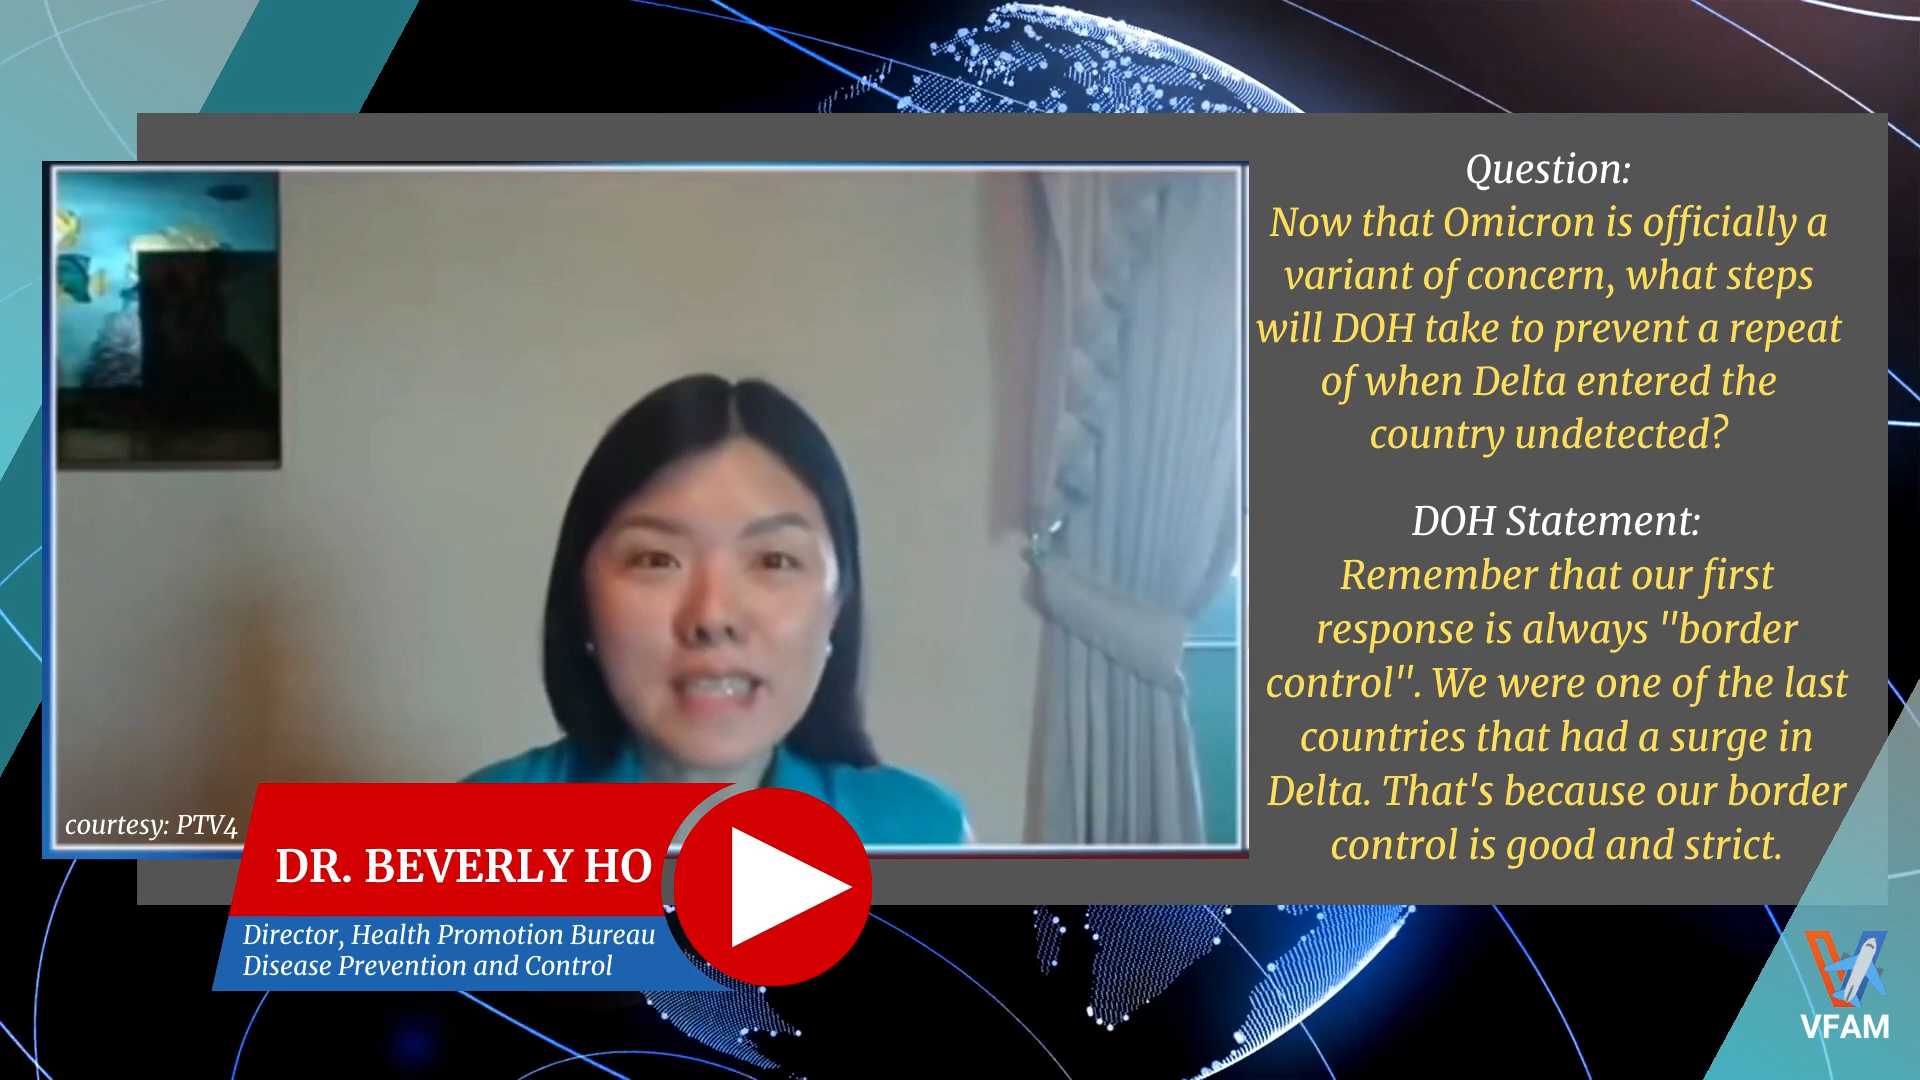 Question:
Now that Omicron is officially a
variant of concern, what steps
will DOH take to prevent a repeat
of when Delta entered the
country undetected?
DOH Statement:
Remember that our first
response is always "border
control". We were one of the last
countries that had a surge in
Delta. That's because our border
control is good and strict.
courtesy: PTV4
DR. BEVERLY HO
Director, Health Promotion Bureau
Disease Prevention and Control
VFAM